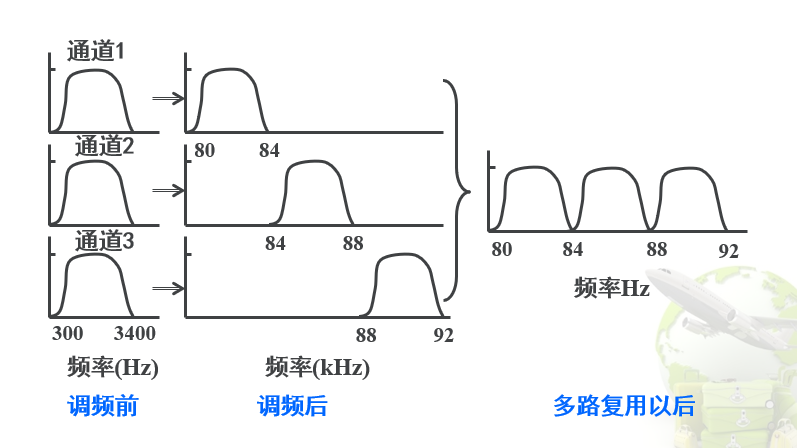 通道1
80 84
通道2
84 88
通道3
300 3400
88 92
频率(Hz)
频率(kHz)
80 84 88 92
频率Hz
调频前
调频后
多路复用以后